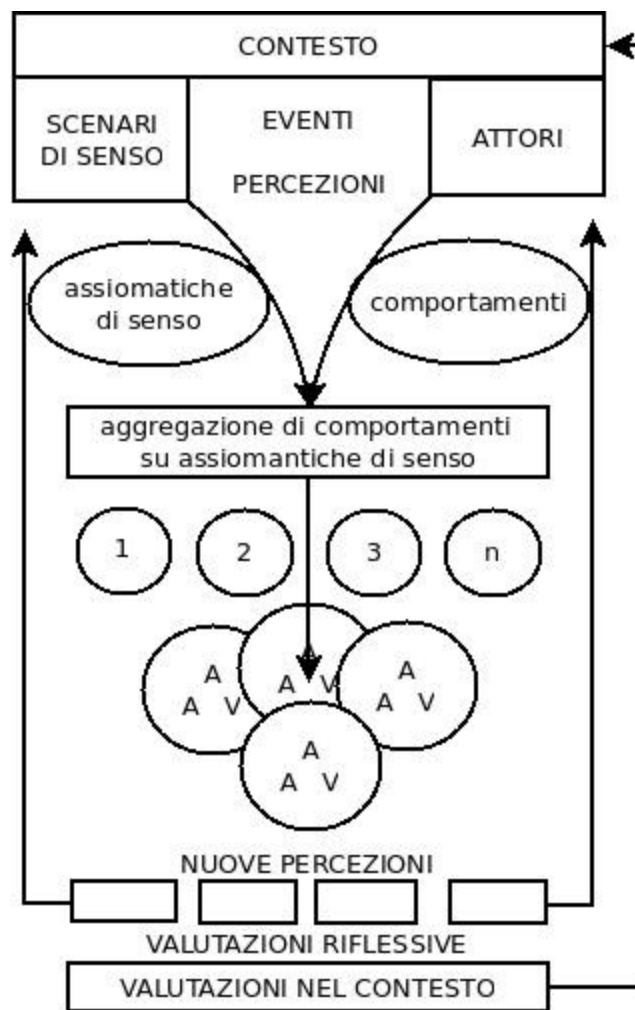 CONTESTO
SCENARI
DI SENSO
EVENTI
PERCEZIONI
ATTORI
assiomatiche
di senso
comportamenti
aggregazione di comportamenti
su assiomantiche di senso
1
2
3
n
A
A V
A
A V
A
A V
A
A V
NUOVE PERCEZIONI
VALUTAZIONI RIFLESSIVE
VALUTAZIONI NEL CONTESTO